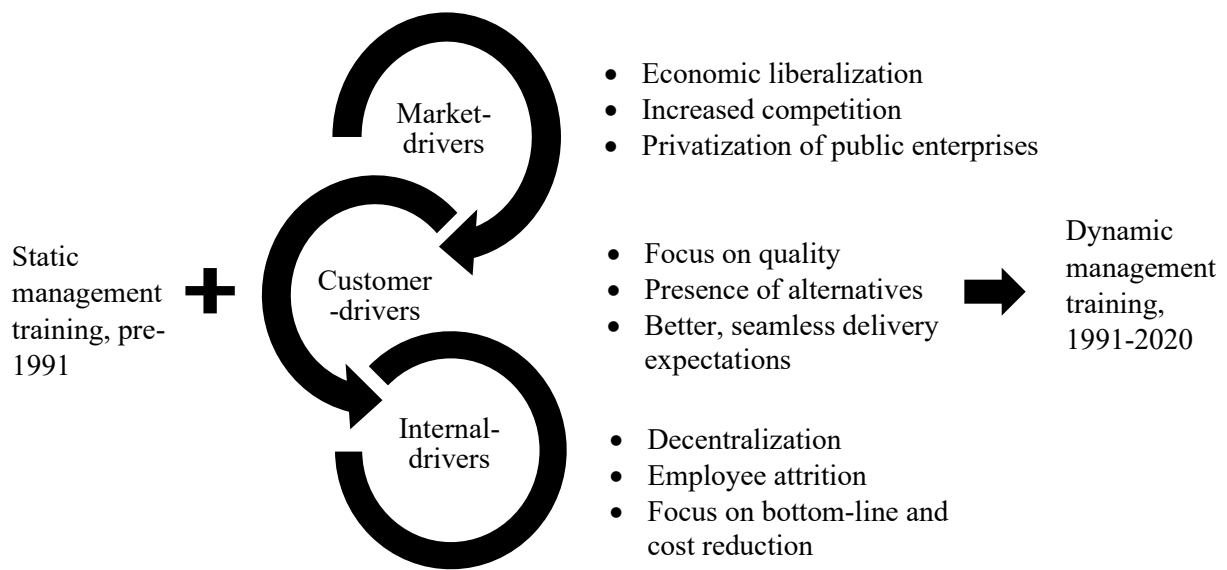 Static
management
training, pre-
1991
Market-
drivers
• Economic liberalization
• Increased competition
• Privatization of public enterprises
Customer
-drivers
• Focus on quality
• Presence of alternatives
• Better, seamless delivery
expectations
Internal-
drivers
• Decentralization
• Employee attrition
• Focus on bottom-line and
cost reduction
Dynamic
management
training,
1991-2020